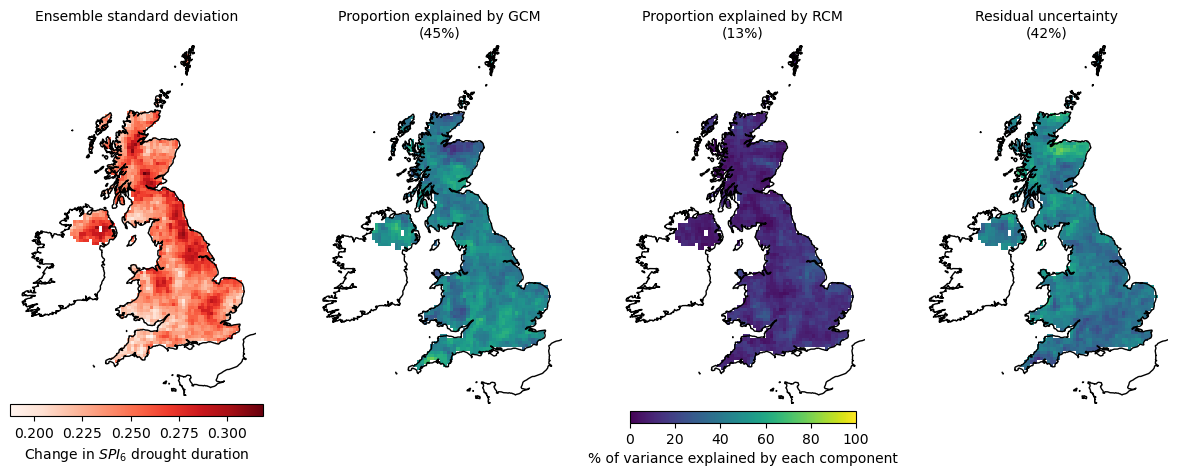 Ensemble standard deviation
Proportion explained by GCM
(45%)
Proportion explained by RCM
(13%)
Residual uncertainty
(42%)
0.200 0.225 0.250 0.275 0.300
Change in SPI₆ drought duration
0 20 40 60 80 100
% of variance explained by each component